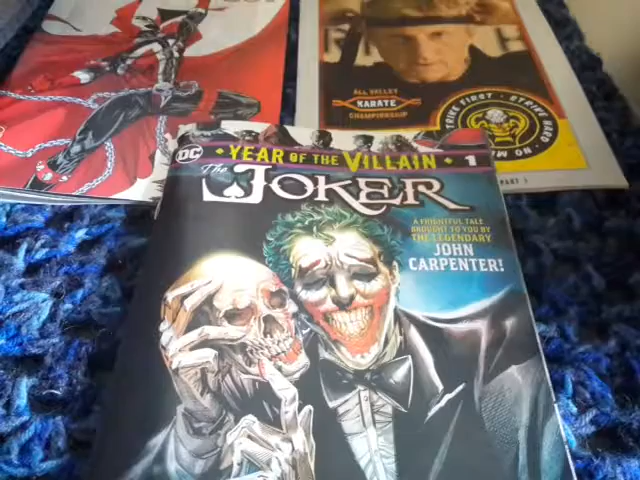 ALL VALLEY
KARATE
CHAMPIONSHIP
STRIKE FIRST • STRIKE HARD • NO M
PART 1
DC
YEAR OF THE VILLAIN
1
The JOKER
A FRIGHTFUL TALE
BROUGHT TO YOU BY
THE LEGENDARY
JOHN
CARPENTER!